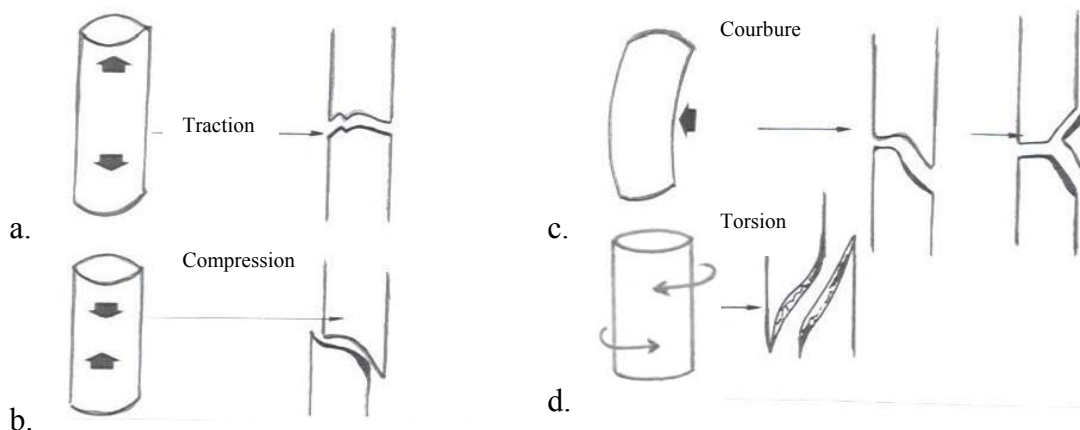 Traction
a.
Compression
b.
Courbure
c.
Torsion
d.